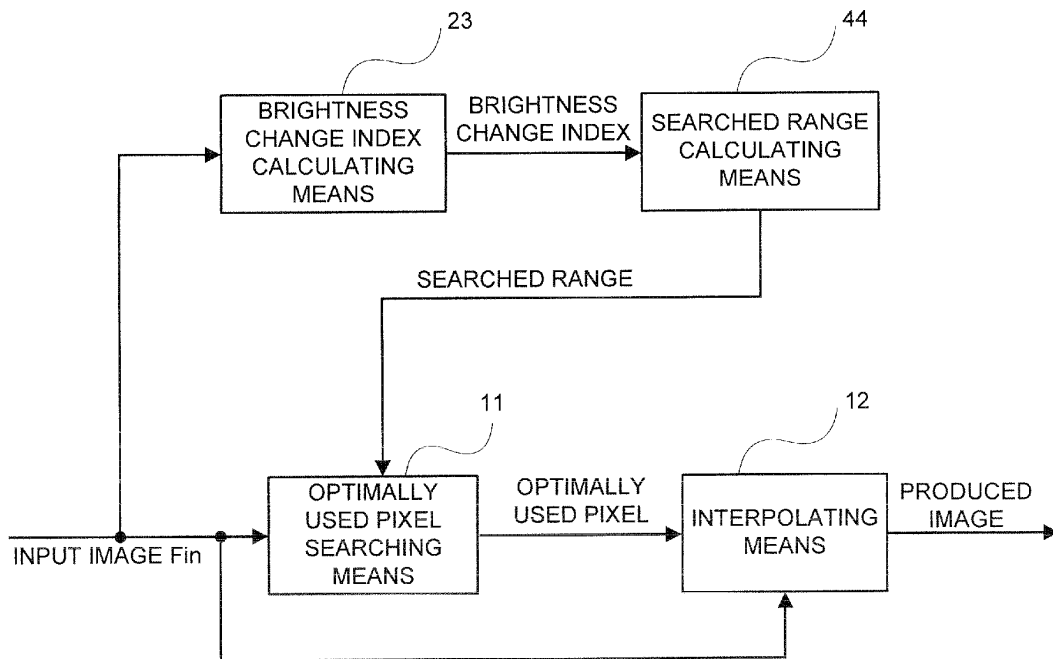 23
44
BRIGHTNESS
CHANGE INDEX
CALCULATING
MEANS
BRIGHTNESS
CHANGE INDEX
SEARCHED RANGE
CALCULATING
MEANS
SEARCHED RANGE
11
12
INPUT IMAGE Fin
OPTIMALLY
USED PIXEL
SEARCHING
MEANS
OPTIMALLY
USED PIXEL
INTERPOLATING
MEANS
PRODUCED
IMAGE